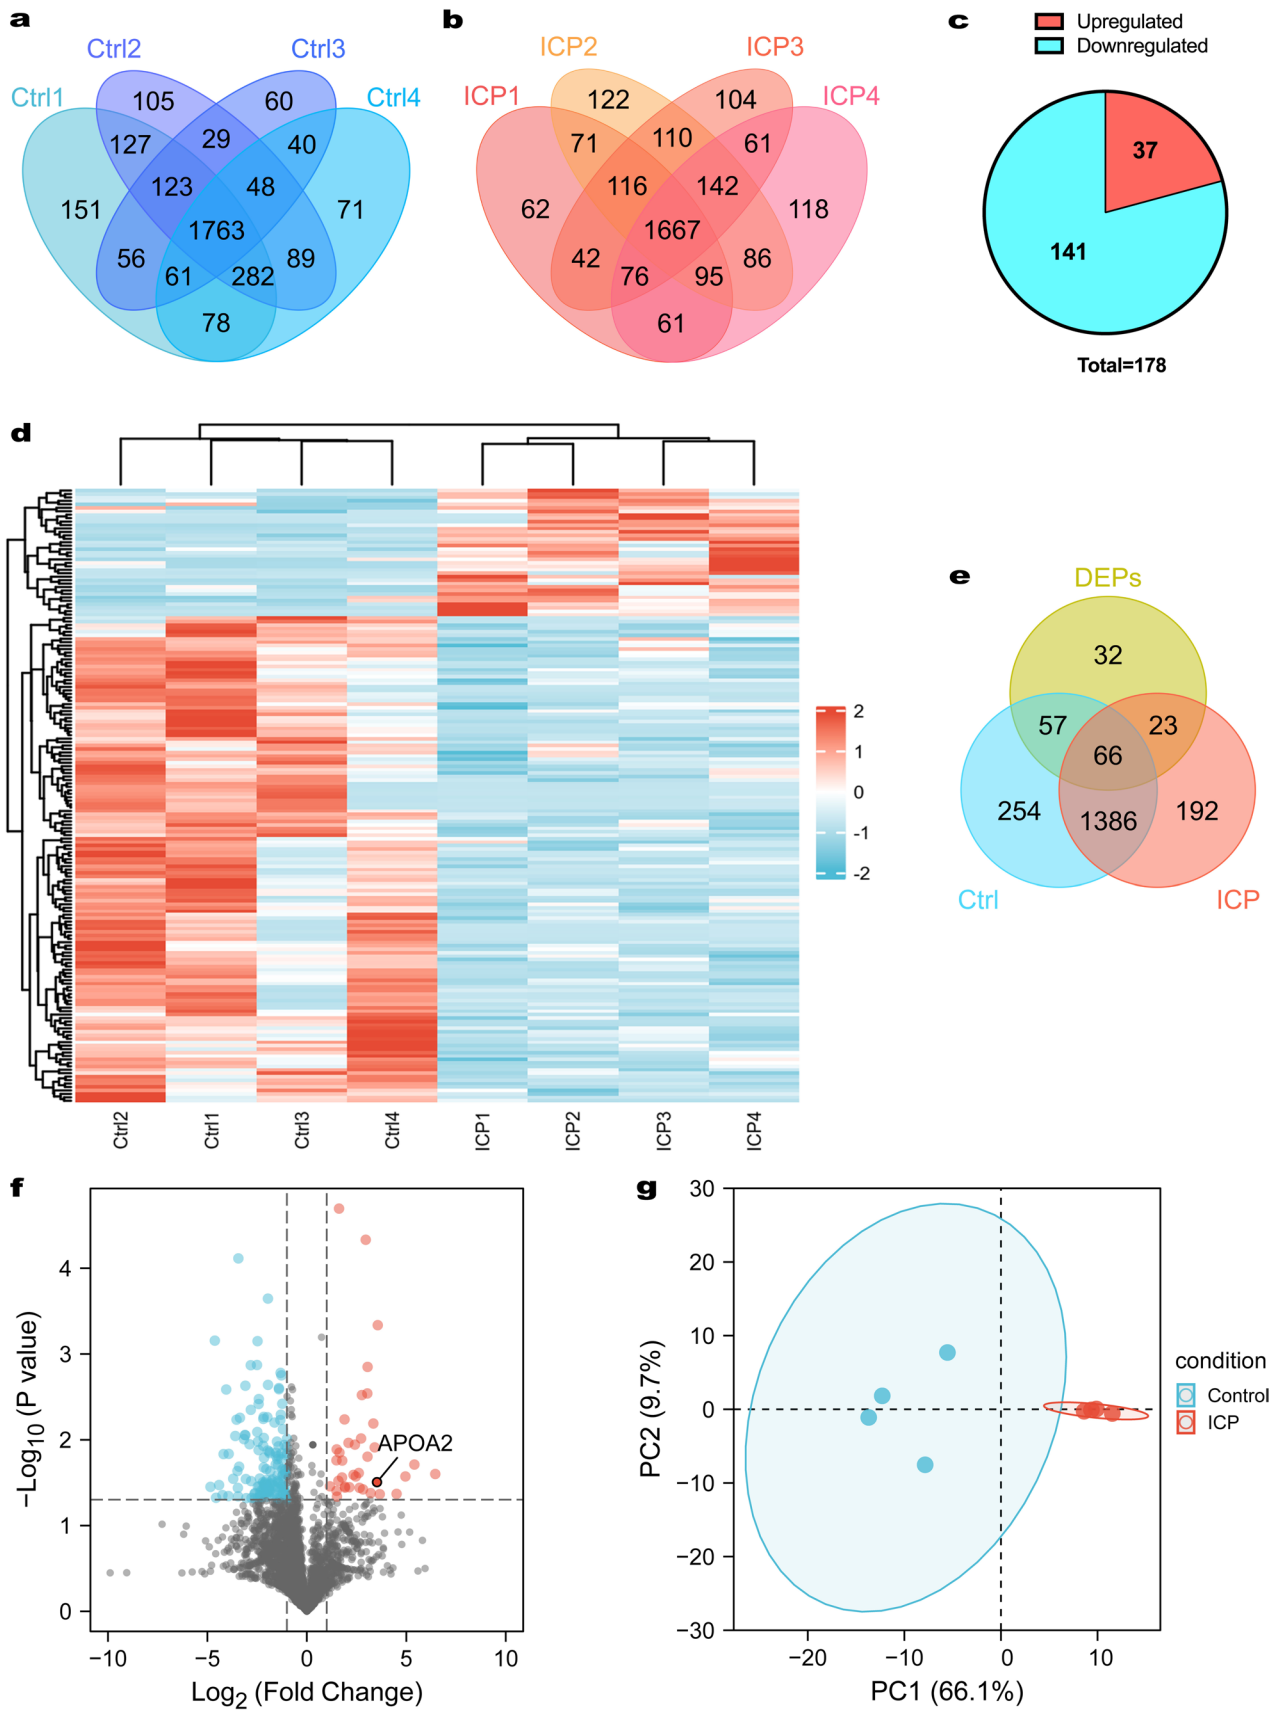 a
Ctrl1
Ctrl2
Ctrl3
Ctrl4
105
60
127
29
40
123
48
151
71
1763
56
89
61
282
78
b
ICP1
ICP2
ICP3
ICP4
122
104
71
110
61
116
142
62
118
1667
42
86
76
95
61
c
Upregulated
Downregulated
37
141
Total=178
d
2
1
0
-1
-2
Ctrl2
Ctrl1
Ctrl3
Ctrl4
ICP1
ICP2
ICP3
ICP4
e
DEPs
32
57
23
66
254
1386
192
Ctrl
ICP
f
−Log10 (P value)
4
3
2
1
0
APOA2
−10
−5
0
5
10
Log2 (Fold Change)
g
PC2 (9.7%)
30
20
10
0
−10
−20
−30
−20
−10
0
10
PC1 (66.1%)
condition
Control
ICP